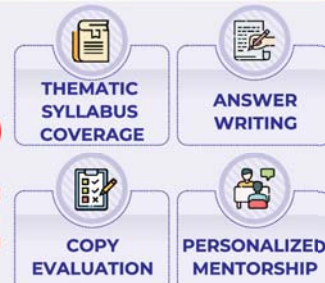 THEMATIC
SYLLABUS
COVERAGE
ANSWER
WRITING
COPY
EVALUATION
PERSONALIZED
MENTORSHIP